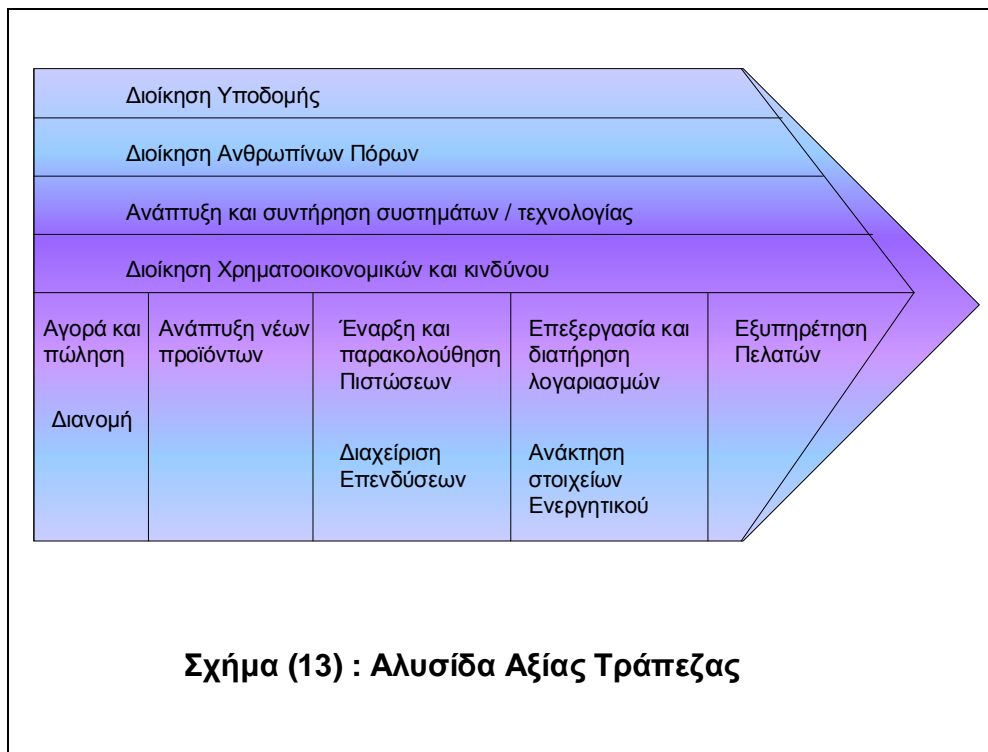 Διοίκηση Υποδομής
Διοίκηση Ανθρωπίνων Πόρων
Ανάπτυξη και συντήρηση συστημάτων / τεχνολογίας
Διοίκηση Χρηματοοικονομικών και κινδύνου
Αγορά και
πώληση
Διανομή
Ανάπτυξη νέων
προϊόντων
Έναρξη και
παρακολούθηση
Πιστώσεων
Διαχείριση
Επενδύσεων
Επεξεργασία και
διατήρηση
λογαριασμών
Ανάκτηση
στοιχείων
Ενεργητικού
Εξυπηρέτηση
Πελατών
Σχήμα (13) : Αλυσίδα Αξίας Τράπεζας